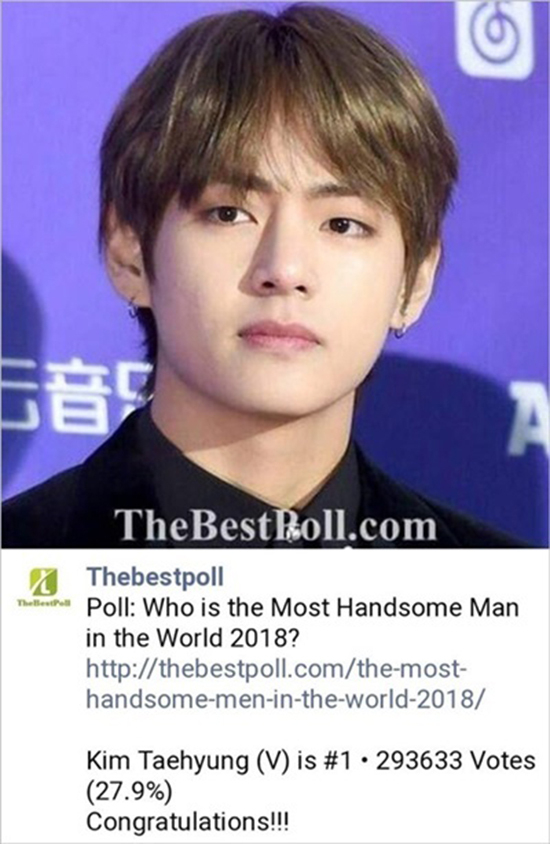 云音乐
TheBestPoll.com
TheBestPoll
Thebestpoll
Poll: Who is the Most Handsome Man
in the World 2018?
http://thebestpoll.com/the-most-
handsome-men-in-the-world-2018/
Kim Taehyung (V) is #1 • 293633 Votes
(27.9%)
Congratulations!!!